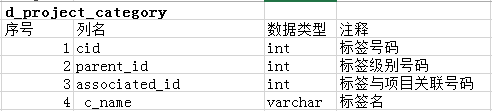 d_project_category
序号 列名 数据类型 注释
1 cid int 标签号码
2 parent_id int 标签级别号码
3 associated_id int 标签与项目关联号码
4 c_name varchar 标签名